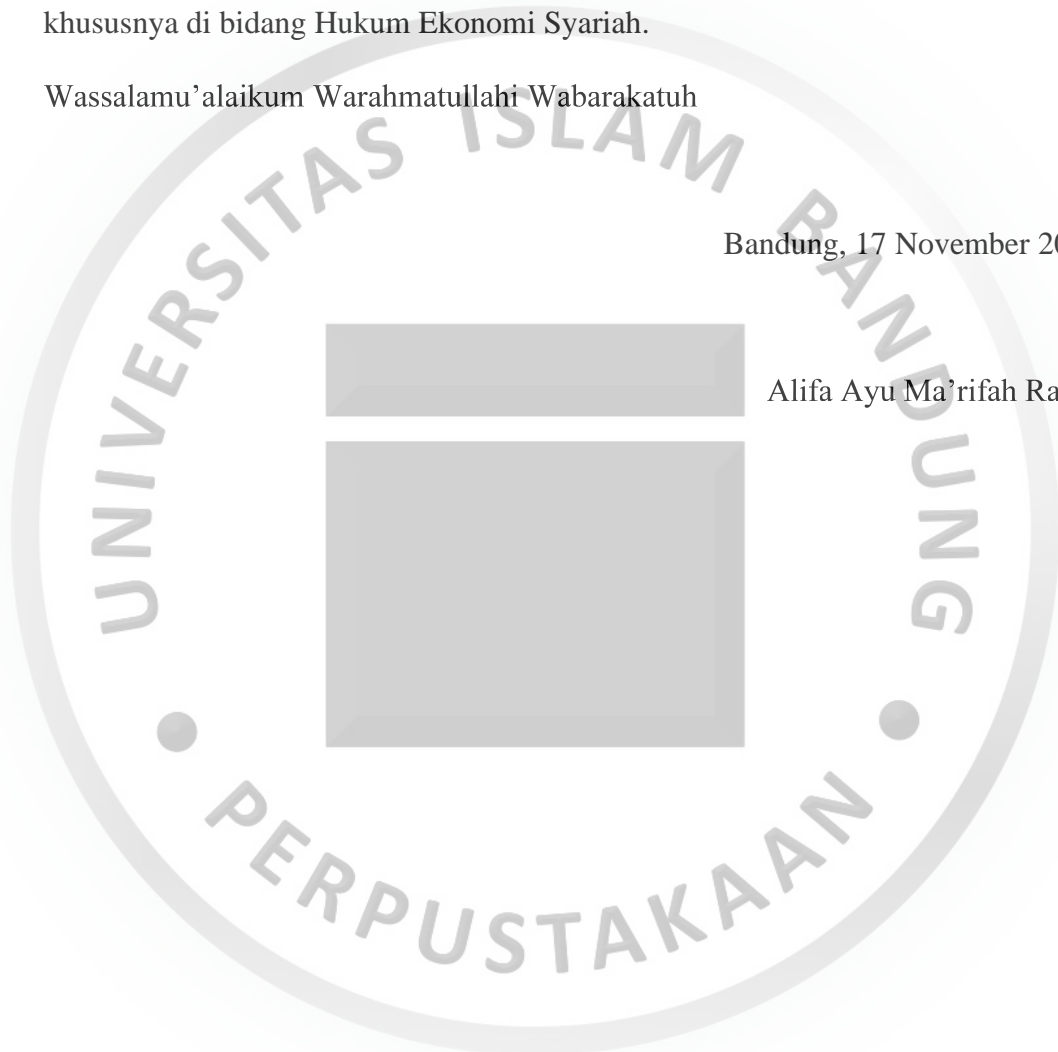 khususnya di bidang Hukum Ekonomi Syariah.
Wassalamu’alaikum Warahmatullahi Wabarakatuh
Bandung, 17 November
Alifa Ayu Ma’rifah
UNIVERSITAS ISLAM BANDUNG
PERPUSTAKAAN